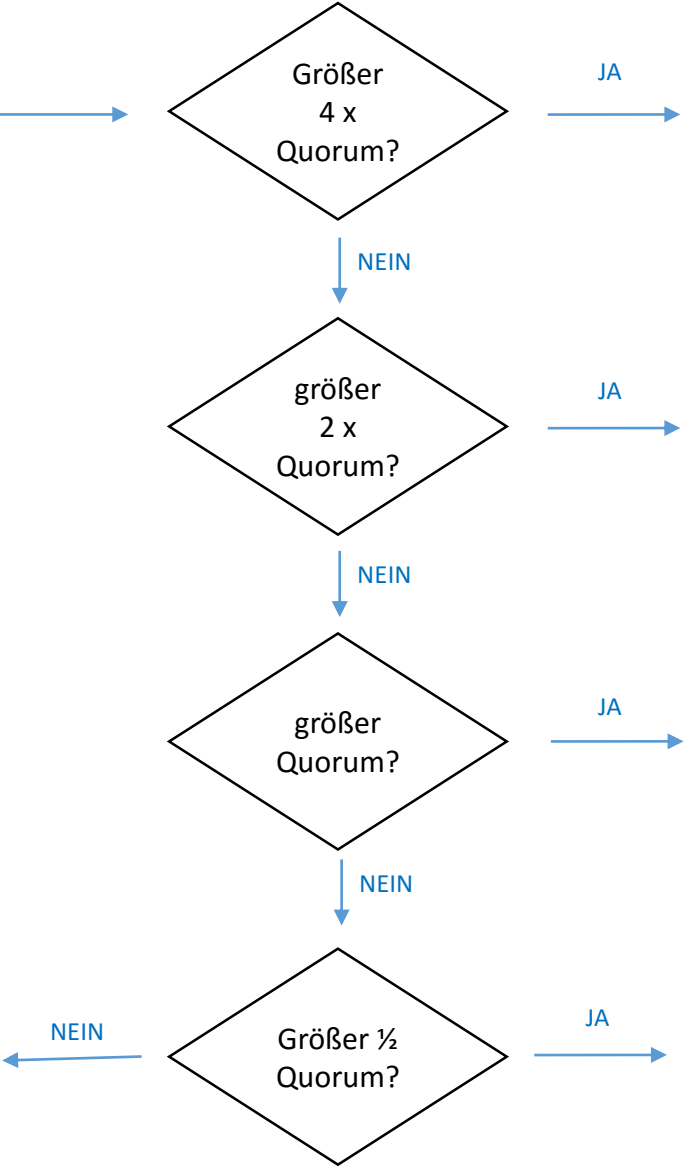 Größer
4 x
Quorum?
JA
NEIN
größer
2 x
Quorum?
JA
NEIN
größer
Quorum?
JA
NEIN
Größer ½
Quorum?
JA
NEIN